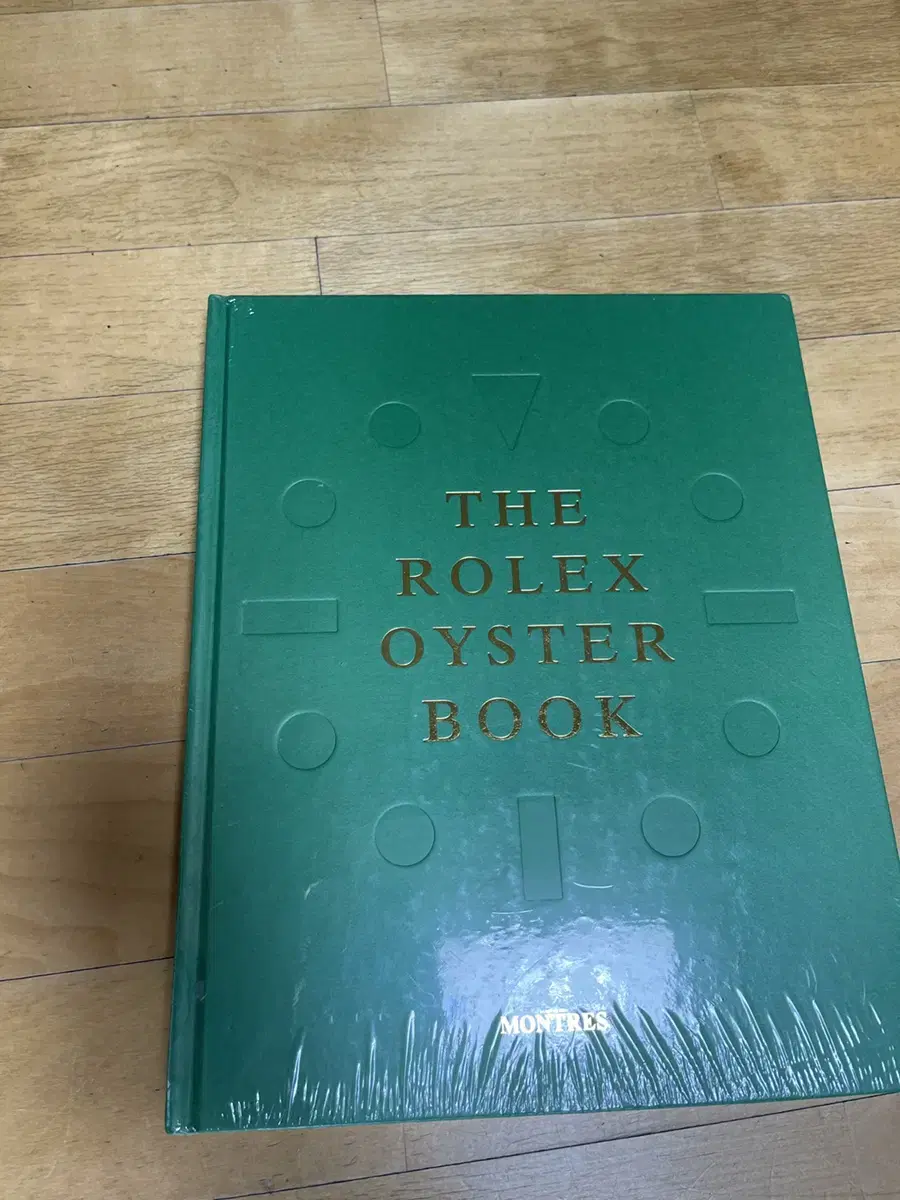 THE
ROLEX
OYSTER
BOOK
MONTRES